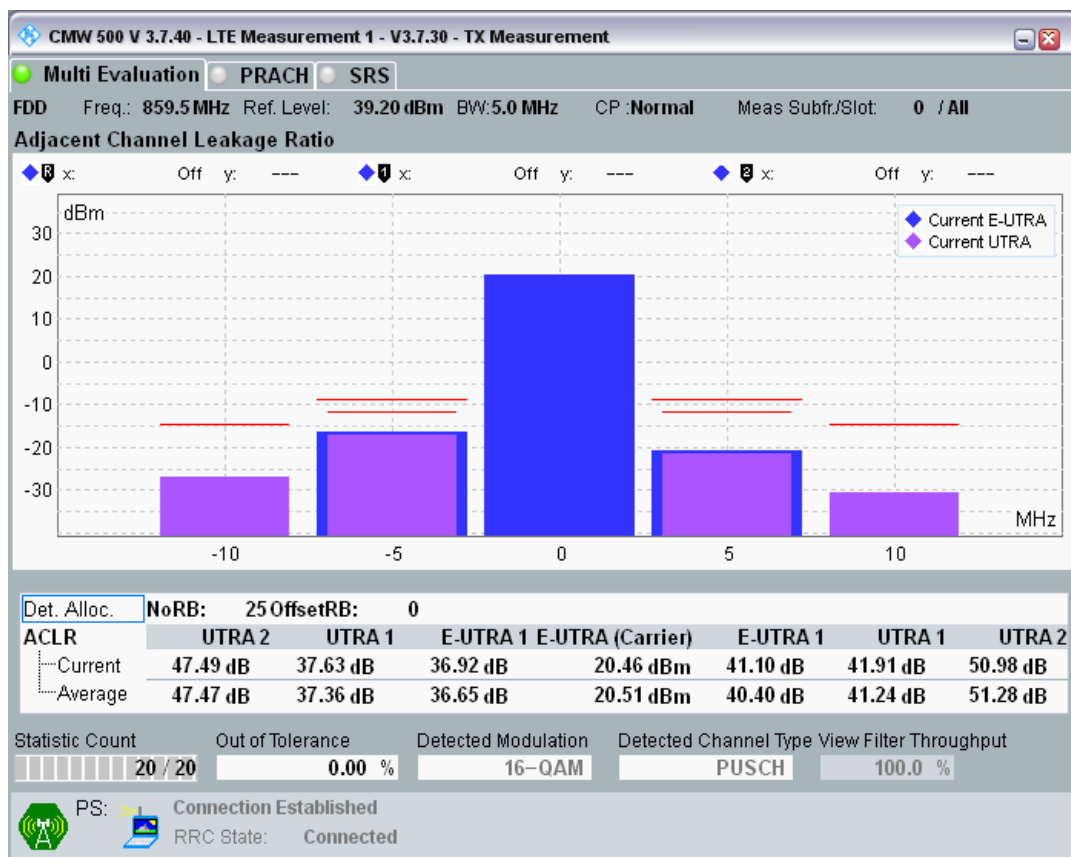 CMW 500 V 3.7.40 - LTE Measurement 1 - V3.7.30 - TX Measurement
Multi Evaluation PRACH SRS
FDD Freq.: 859.5 MHz Ref. Level: 39.20 dBm BW:5.0 MHz CP :Normal Meas Subfr./Slot: 0 / All
Adjacent Channel Leakage Ratio
R x: Off y: --- 1 x: Off y: --- 2 x: Off y: ---
dBm
Current E-UTRA
Current UTRA
30
20
10
0
-10
-20
-30
MHz
-10 -5 0 5 10
Det. Alloc. NoRB: 25 OffsetRB: 0
ACLR UTRA 2 UTRA 1 E-UTRA 1 E-UTRA (Carrier) E-UTRA 1 UTRA 1 UTRA 2
Current 47.49 dB 37.63 dB 36.92 dB 20.46 dBm 41.10 dB 41.91 dB 50.98 dB
Average 47.47 dB 37.36 dB 36.65 dB 20.51 dBm 40.40 dB 41.24 dB 51.28 dB
Statistic Count Out of Tolerance Detected Modulation Detected Channel Type View Filter Throughput
20 / 20 0.00 % 16-QAM PUSCH 100.0 %
PS: Connection Established
RRC State: Connected